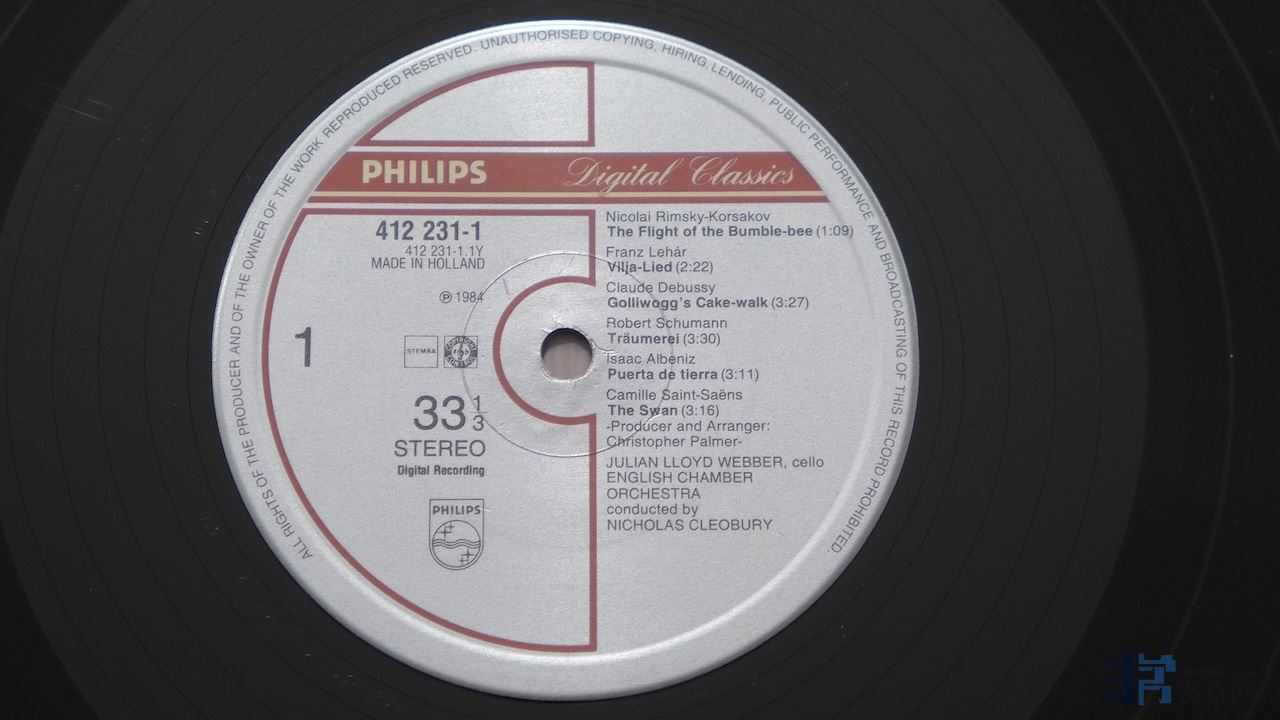 ALL RIGHTS OF THE PRODUCER AND OF THE OWNER OF THE WORK REPRODUCED RESERVED. UNAUTHORISED COPYING, HIRING, LENDING, PUBLIC PERFORMANCE AND BROADCASTING OF THIS RECORD PROHIBITED.
PHILIPS
Digital Classics
412 231-1
412 231-1.1Y
MADE IN HOLLAND
℗ 1984
1
STEMRA
33 1/3
STEREO
Digital Recording
PHILIPS
Nicolai Rimsky-Korsakov
The Flight of the Bumble-bee (1:09)
Franz Lehár
Vilja-Lied (2:22)
Claude Debussy
Golliwogg's Cake-walk (3:27)
Robert Schumann
Träumerei (3:30)
Isaac Albeniz
Puerta de tierra (3:11)
Camille Saint-Saëns
The Swan (3:16)
-Producer and Arranger:
Christopher Palmer-
JULIAN LLOYD WEBBER, cello
ENGLISH CHAMBER
ORCHESTRA
conducted by
NICHOLAS CLEOBURY